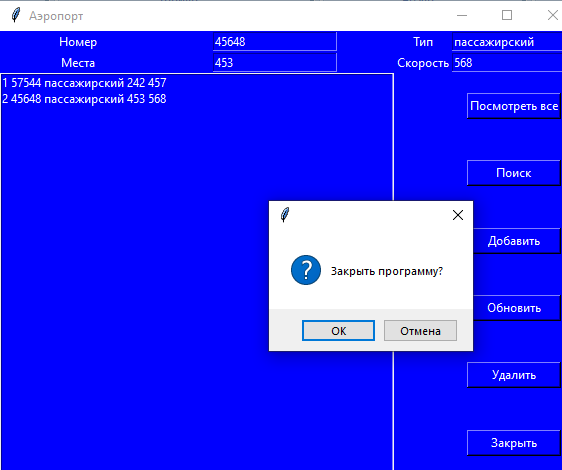 Аэропорт
Номер 45648 Тип пассажирский
Места 453 Скорость 568
1 57544 пассажирский 242 457
2 45648 пассажирский 453 568
Посмотреть все
Поиск
Добавить
Обновить
Удалить
Закрыть
Закрыть программу?
ОК Отмена